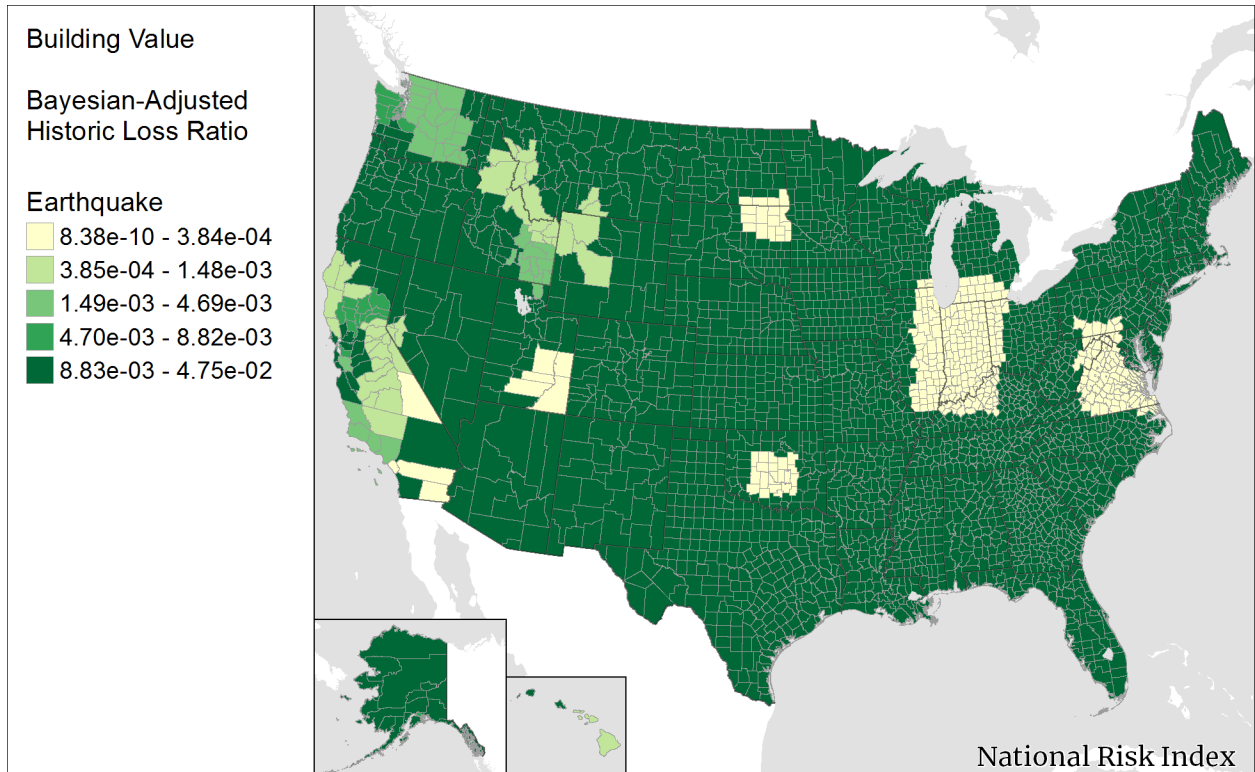 Building Value
Bayesian-Adjusted
Historic Loss Ratio
Earthquake
8.38e-10 - 3.84e-04
3.85e-04 - 1.48e-03
1.49e-03 - 4.69e-03
4.70e-03 - 8.82e-03
8.83e-03 - 4.75e-02
National Risk Index